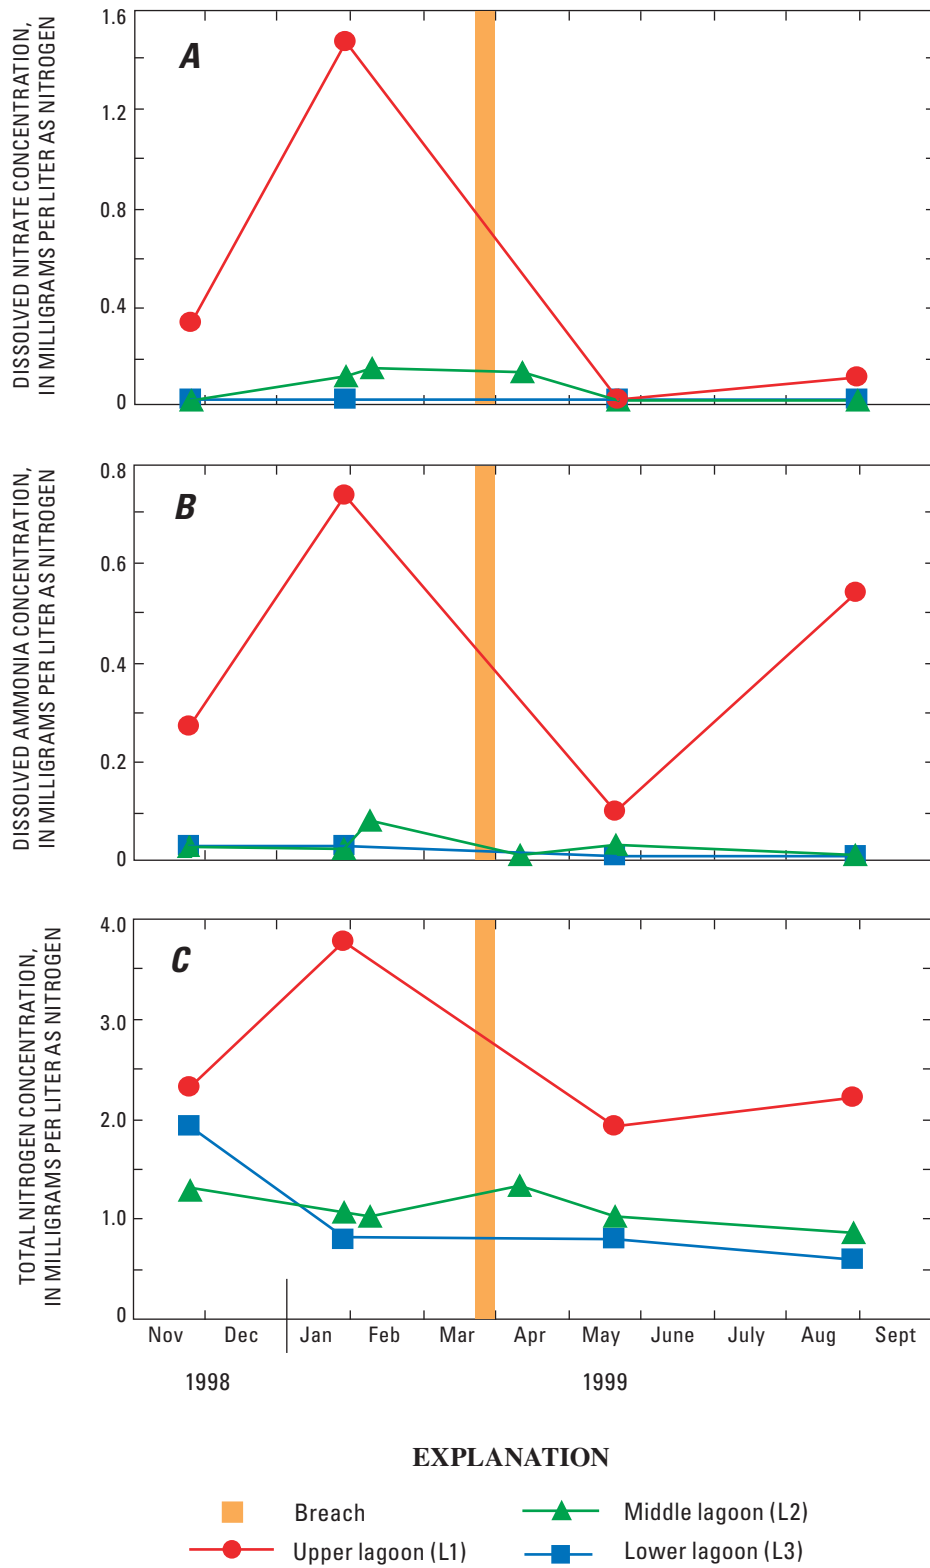 DISSOLVED NITRATE CONCENTRATION,
IN MILLIGRAMS PER LITER AS NITROGEN
1.6
1.2
0.8
0.4
0
A
DISSOLVED AMMONIA CONCENTRATION,
IN MILLIGRAMS PER LITER AS NITROGEN
0.8
0.6
0.4
0.2
0
B
TOTAL NITROGEN CONCENTRATION,
IN MILLIGRAMS PER LITER AS NITROGEN
4.0
3.0
2.0
1.0
0
C
Nov Dec Jan Feb Mar Apr May June July Aug Sept
1998 1999
EXPLANATION
Breach Middle lagoon (L2)
Upper lagoon (L1) Lower lagoon (L3)